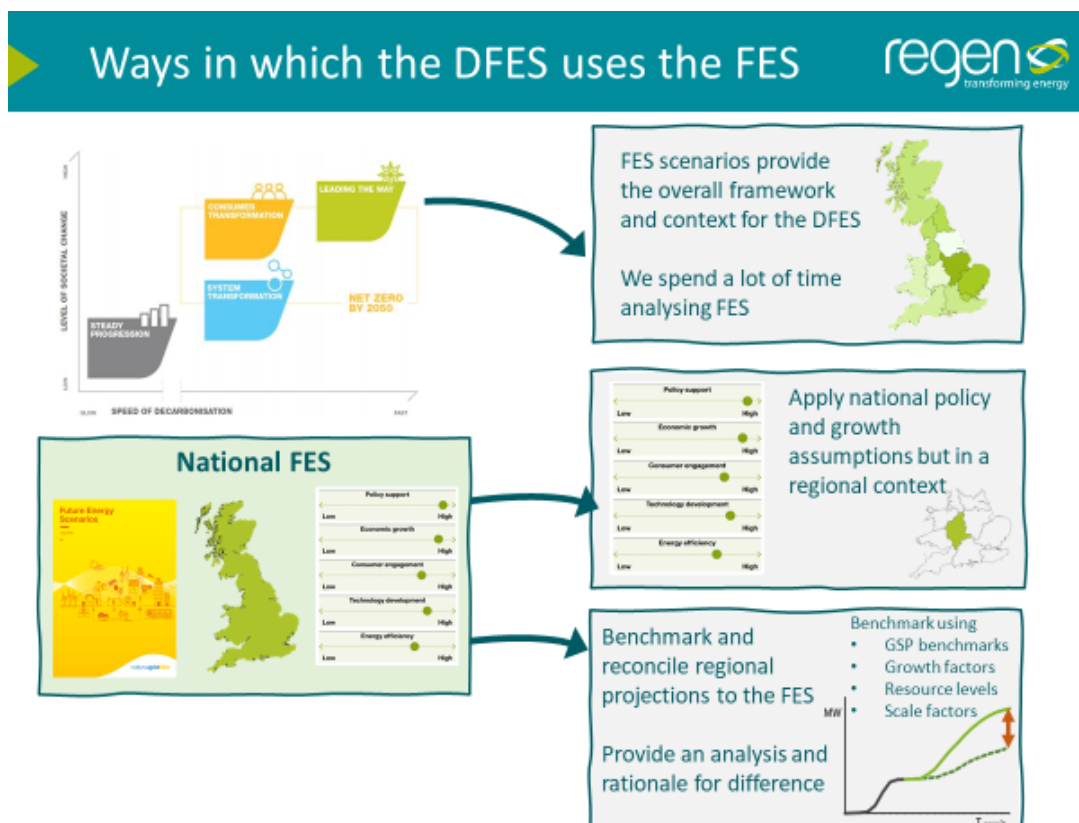 Ways in which the DFES uses the FES
regen
transforming energy
LEVEL OF SOCIETAL CHANGE
CONSUMER
TRANSFORMATION
LEADING THE WAY
SYSTEM
TRANSFORMATION
NET ZERO
BY 2050
STEADY
PROGRESSION
SPEED OF DECARBONISATION
FES scenarios provide
the overall framework
and context for the DFES
We spend a lot of time
analysing FES
National FES
Future Energy
Scenarios
Policy support
Low High
Economic growth
Low High
Consumer engagement
Low High
Technology development
Low High
Energy efficiency
Low High
Policy support
Low High
Economic growth
Low High
Consumer engagement
Low High
Technology development
Low High
Energy efficiency
Low High
Apply national policy
and growth
assumptions but in a
regional context
Benchmark and
reconcile regional
projections to the FES
Provide an analysis and
rationale for difference
Benchmark using
• GSP benchmarks
• Growth factors
• Resource levels
• Scale factors
MW
T